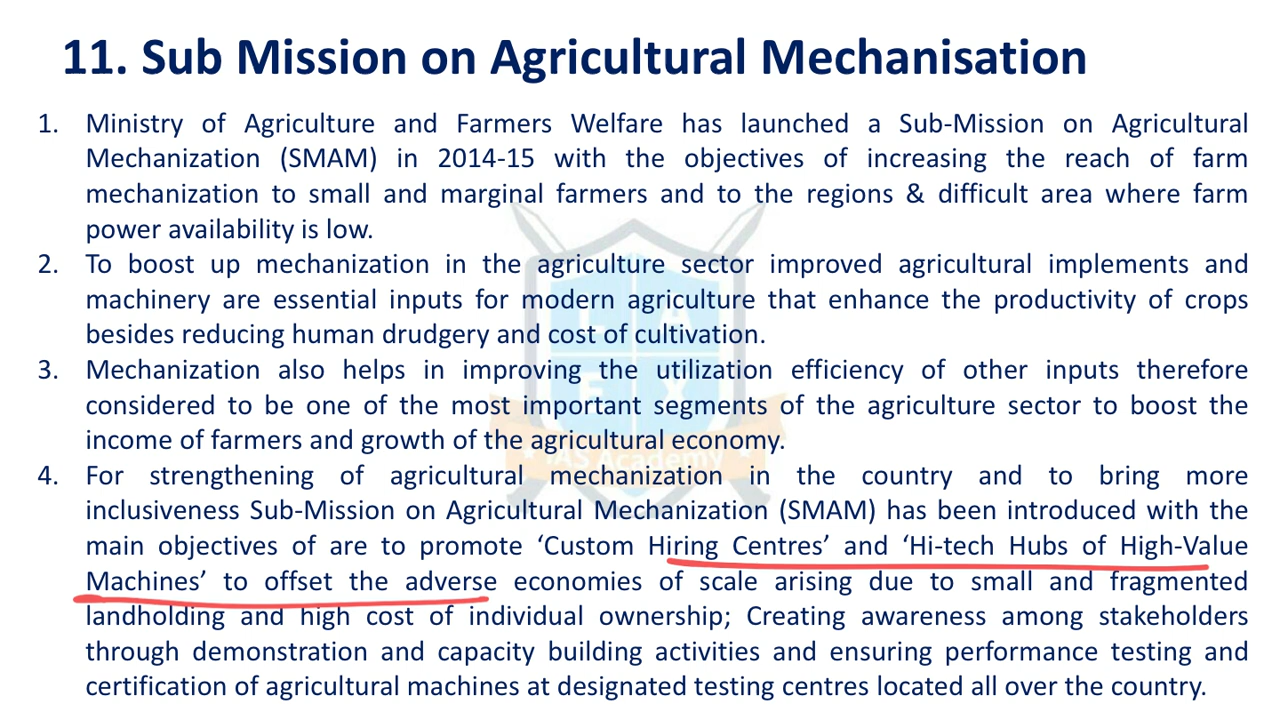 11. Sub Mission on Agricultural Mechanisation
1. Ministry of Agriculture and Farmers Welfare has launched a Sub-Mission on Agricultural
Mechanization (SMAM) in 2014-15 with the objectives of increasing the reach of farm
mechanization to small and marginal farmers and to the regions & difficult area where farm
power availability is low.
2. To boost up mechanization in the agriculture sector improved agricultural implements and
machinery are essential inputs for modern agriculture that enhance the productivity of crops
besides reducing human drudgery and cost of cultivation.
3. Mechanization also helps in improving the utilization efficiency of other inputs therefore
considered to be one of the most important segments of the agriculture sector to boost the
income of farmers and growth of the agricultural economy.
4. For strengthening of agricultural mechanization in the country and to bring more
inclusiveness Sub-Mission on Agricultural Mechanization (SMAM) has been introduced with the
main objectives of are to promote ‘Custom Hiring Centres’ and ‘Hi-tech Hubs of High-Value
Machines’ to offset the adverse economies of scale arising due to small and fragmented
landholding and high cost of individual ownership; Creating awareness among stakeholders
through demonstration and capacity building activities and ensuring performance testing and
certification of agricultural machines at designated testing centres located all over the country.
L A
E X
IAS Academy